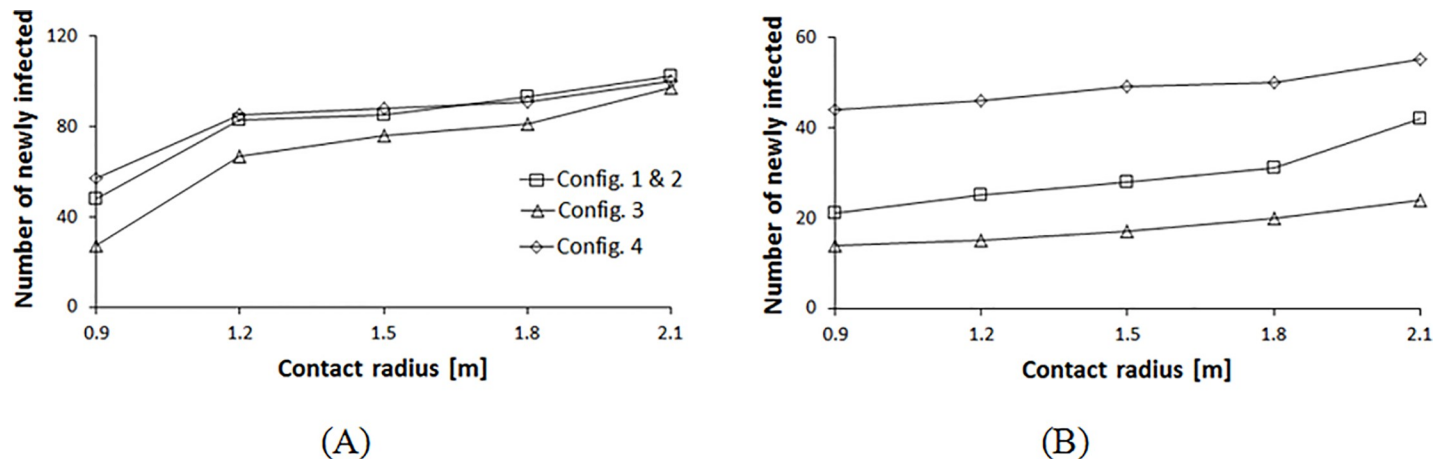 Number of newly infected
120
80
40
0
0.9 1.2 1.5 1.8 2.1
Contact radius [m]
Config. 1 & 2
Config. 3
Config. 4
(A)
Number of newly infected
60
40
20
0
0.9 1.2 1.5 1.8 2.1
Contact radius [m]
(B)